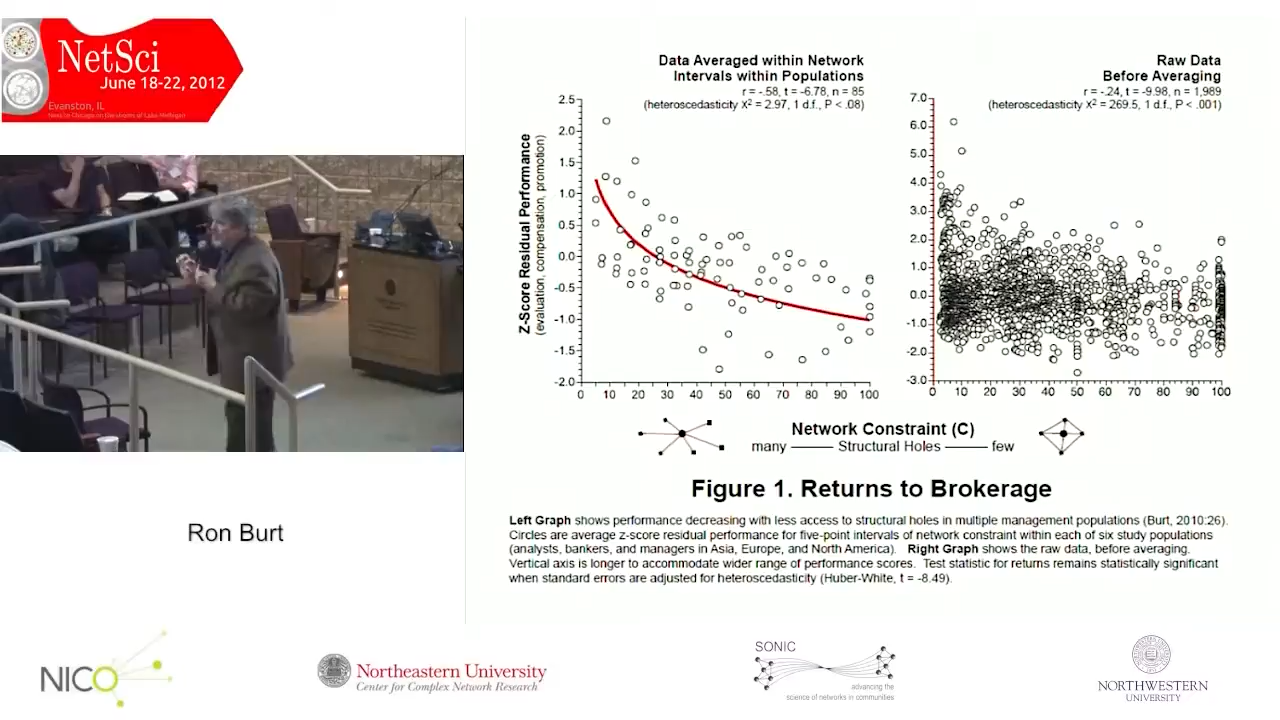 NetSci
June 18-22, 2012
Evanston, IL
Ron Burt
Data Averaged within Network
Intervals within Populations
r = -.58, t = -6.78, n = 85
(heteroscedasticity X² = 2.97, 1 d.f., P < .08)
Z-Score Residual Performance
(evaluation, compensation, promotion)
2.5
2.0
1.5
1.0
0.5
0.0
-0.5
-1.0
-1.5
-2.0
0 10 20 30 40 50 60 70 80 90 100
Raw Data
Before Averaging
r = -.24, t = -9.98, n = 1,989
(heteroscedasticity X² = 269.5, 1 d.f., P < .001)
7.0
6.0
5.0
4.0
3.0
2.0
1.0
0.0
-1.0
-2.0
-3.0
0 10 20 30 40 50 60 70 80 90 100
Network Constraint (C)
many Structural Holes few
Figure 1. Returns to Brokerage
Left Graph shows performance decreasing with less access to structural holes in multiple management populations (Burt, 2010:26).
Circles are average z-score residual performance for five-point intervals of network constraint within each of six study populations
(analysts, bankers, and managers in Asia, Europe, and North America). Right Graph shows the raw data, before averaging.
Vertical axis is longer to accommodate wider range of performance scores. Test statistic for returns remains statistically significant
when standard errors are adjusted for heteroscedasticity (Huber-White, t = -8.49).
NICO
Northeastern University
Center for Complex Network Research
SONIC
advancing the
science of networks in communities
NORTHWESTERN
UNIVERSITY